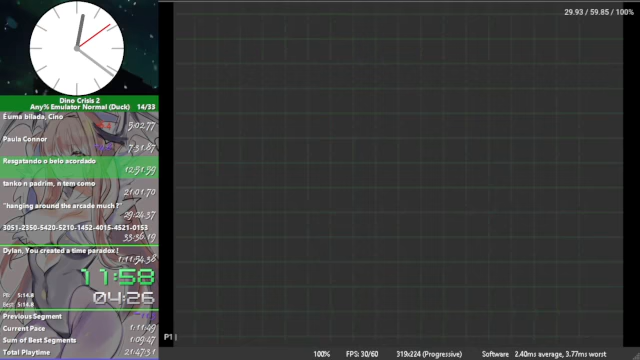 29.93 / 59.85 / 100%
Dino Crisis 2
Any% Emulator Normal (Duck) 14/33
É uma bilada, Cino
5:02.77
Paula Connor
7:31.87
Resgatando o belo acordado
12:51.59
tanko n padrim, n tem como
21:01.70
"hanging around the arcade much?"
29:24.37
3051-2350-5420-5210-1452-4015-4521-0153
33:36.19
Dylan, You created a time paradox !
1:11:54.38
11:58
04:26
PB: 5:14.8
Best: 5:14.8
Previous Segment
Current Pace 1:11:49
Sum of Best Segments 1:09:47
Total Playtime 21:47:31
P1 |
100% FPS: 30/60 319x224 (Progressive) Software 2.40ms average, 3.77ms worst